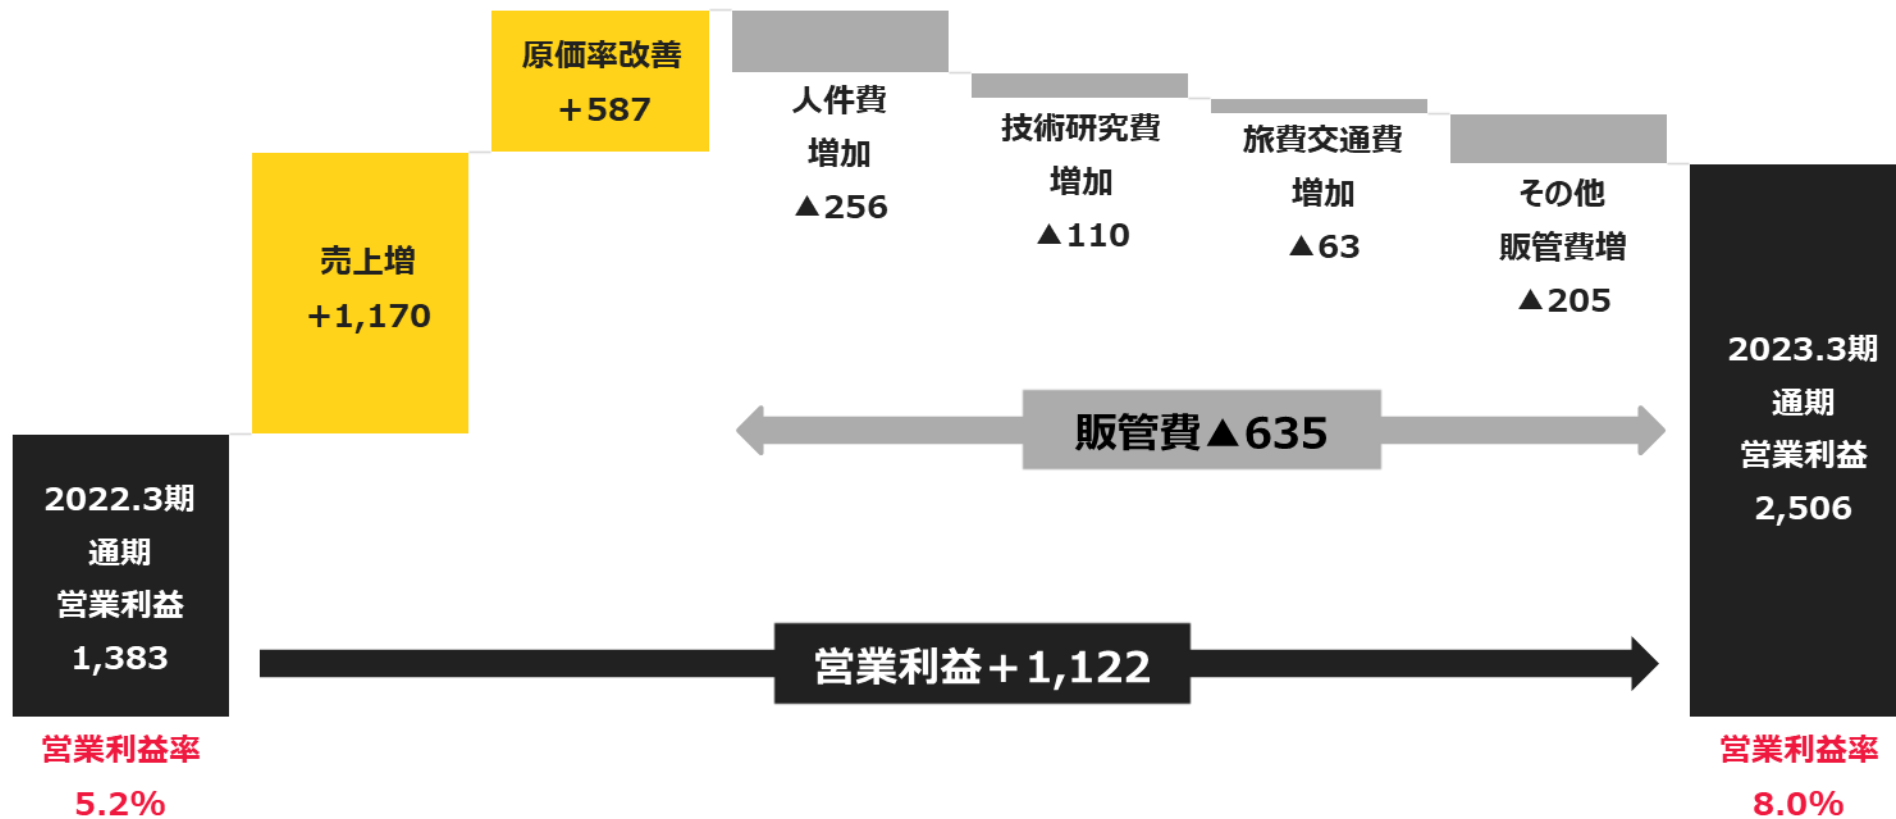 原価率改善
+587
売上増
+1,170
人件費
増加
▲256
技術研究費
増加
▲110
旅費交通費
増加
▲63
その他
販管費増
▲205
販管費▲635
2022.3期
通期
営業利益
1,383
営業利益+1,122
2023.3期
通期
営業利益
2,506
営業利益率
5.2%
営業利益率
8.0%